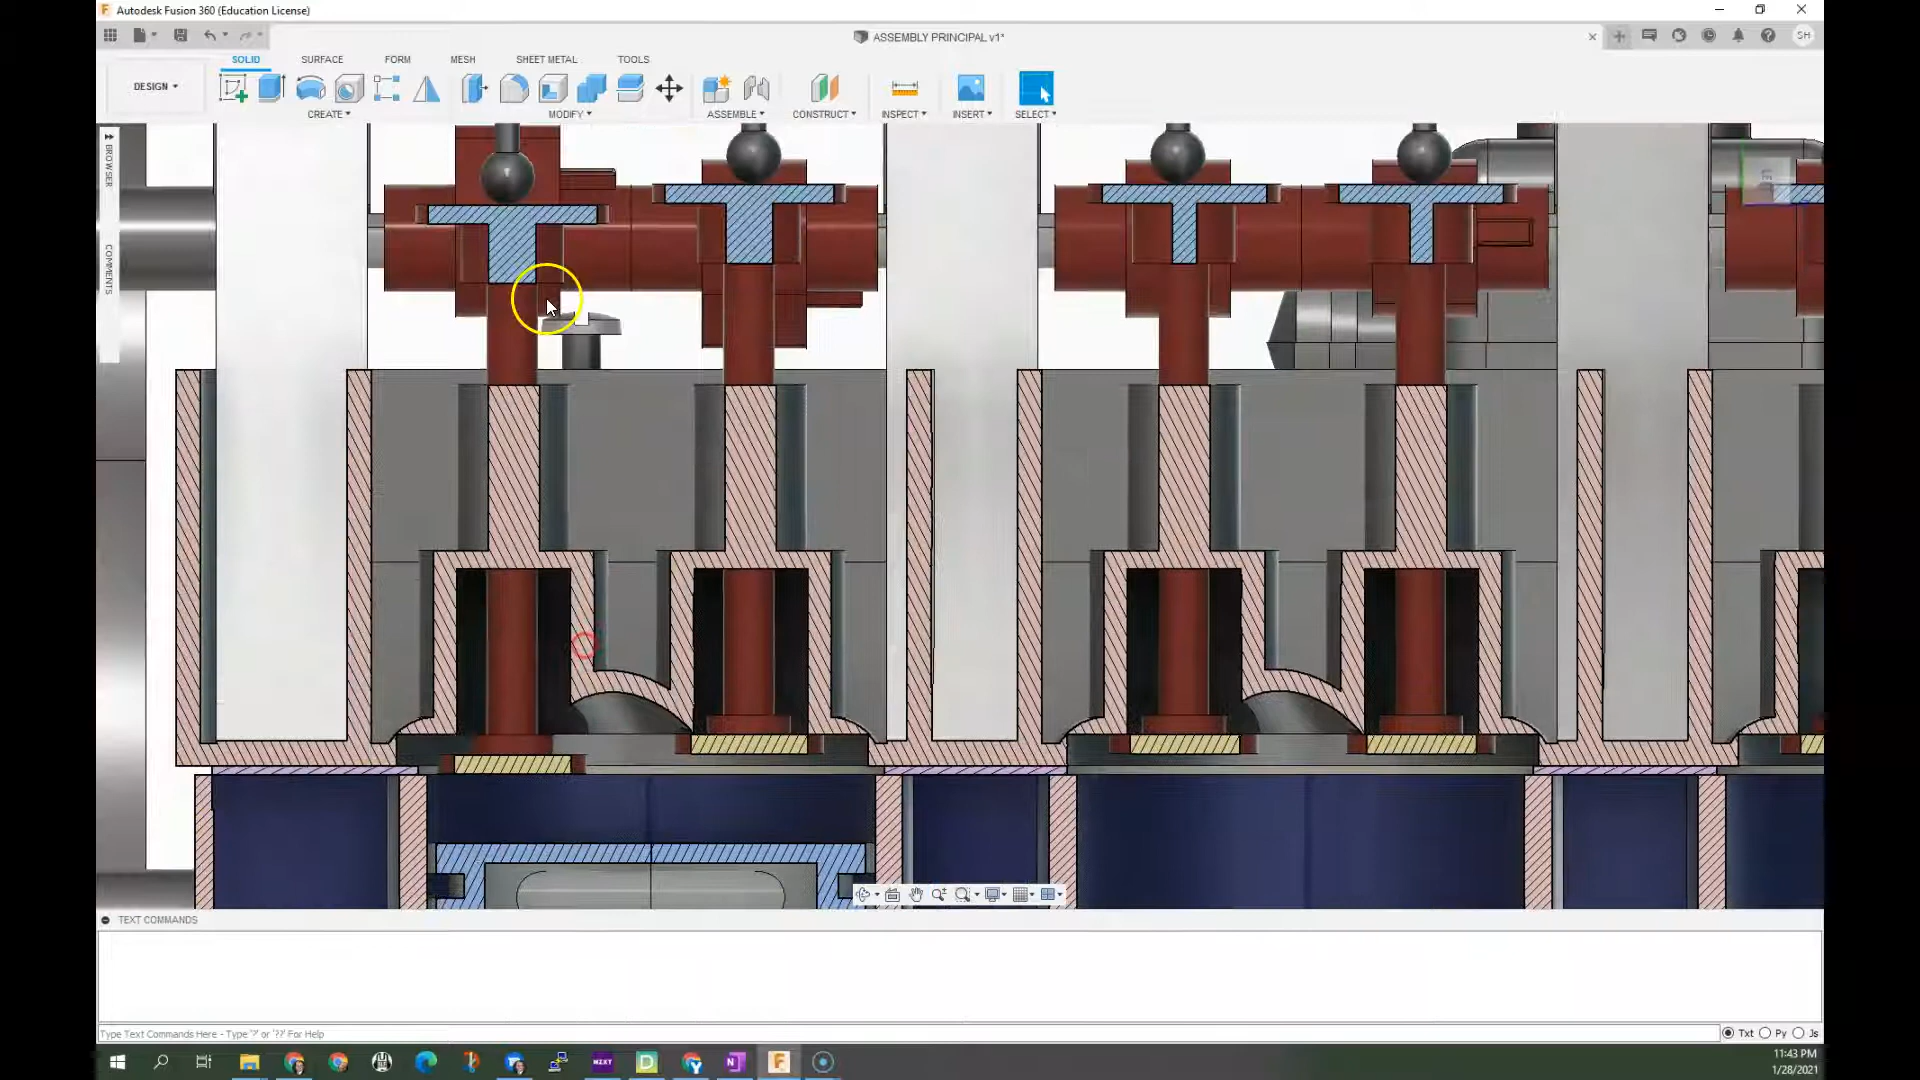 Autodesk Fusion 360 (Education License)
ASSEMBLY PRINCIPAL v1*
SH
SOLID SURFACE FORM MESH SHEET METAL TOOLS
DESIGN
CREATE MODIFY ASSEMBLE CONSTRUCT INSPECT INSERT SELECT
BROWSER
COMMENTS
TEXT COMMANDS
Type Text Commands Here - Type '?' or '??' For Help
Txt Py Js
NZXT
11:43 PM
1/28/2021